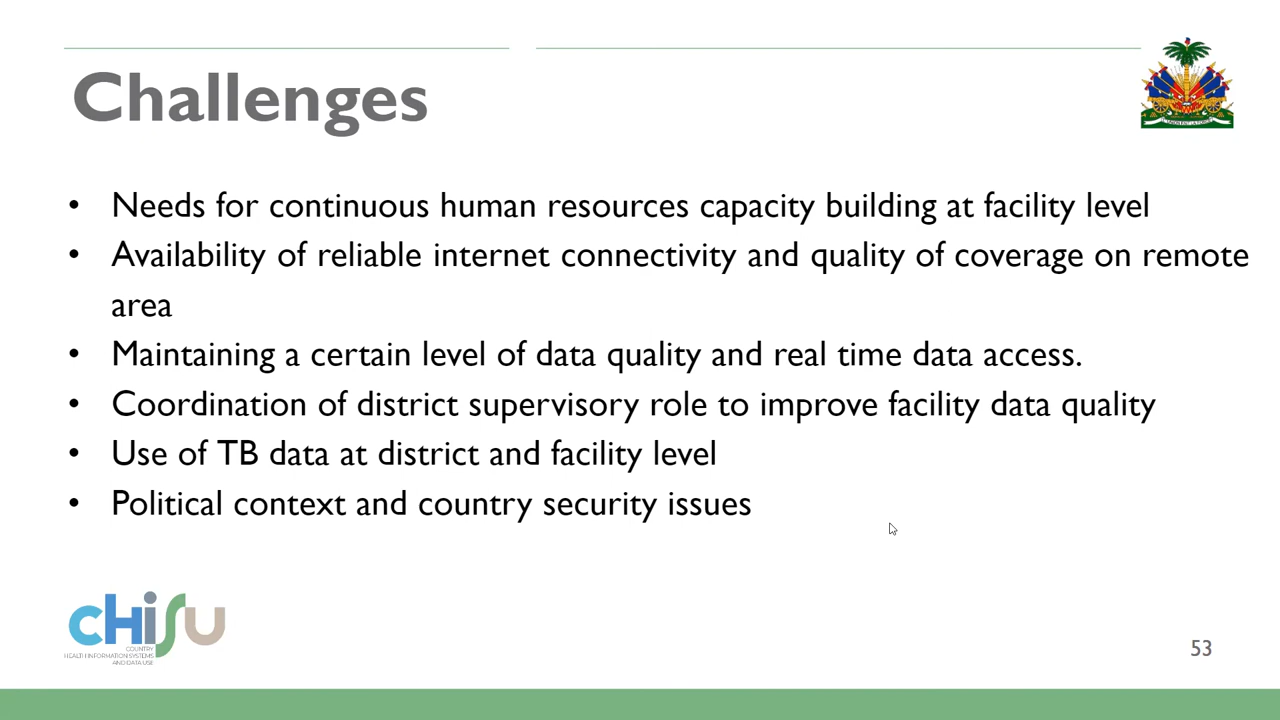 Challenges
• Needs for continuous human resources capacity building at facility level
• Availability of reliable internet connectivity and quality of coverage on remote
area
• Maintaining a certain level of data quality and real time data access.
• Coordination of district supervisory role to improve facility data quality
• Use of TB data at district and facility level
• Political context and country security issues
CHISU
COUNTRY
HEALTH INFORMATION SYSTEMS
AND DATA USE
53